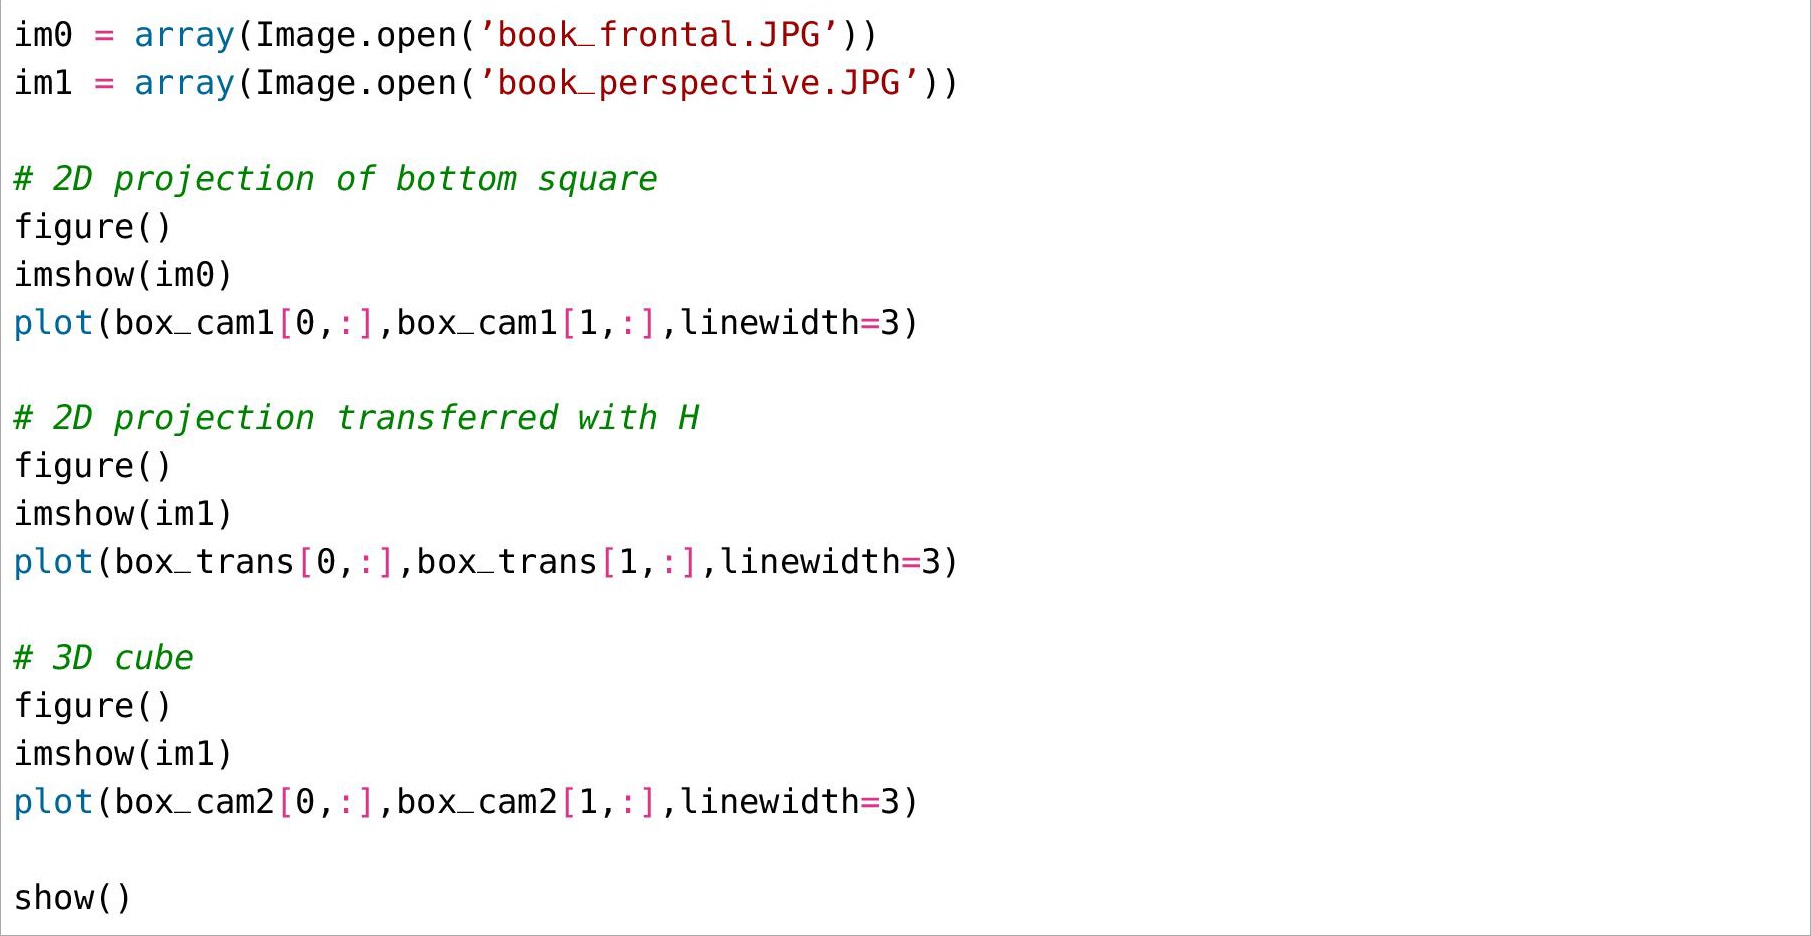 im0 = array(Image.open(’book_frontal.JPG’))
im1 = array(Image.open(’book_perspective.JPG’))
# 2D projection of bottom square
figure()
imshow(im0)
plot(box_cam1[0,:],box_cam1[1,:],linewidth=3)
# 2D projection transferred with H
figure()
imshow(im1)
plot(box_trans[0,:],box_trans[1,:],linewidth=3)
# 3D cube
figure()
imshow(im1)
plot(box_cam2[0,:],box_cam2[1,:],linewidth=3)
show()